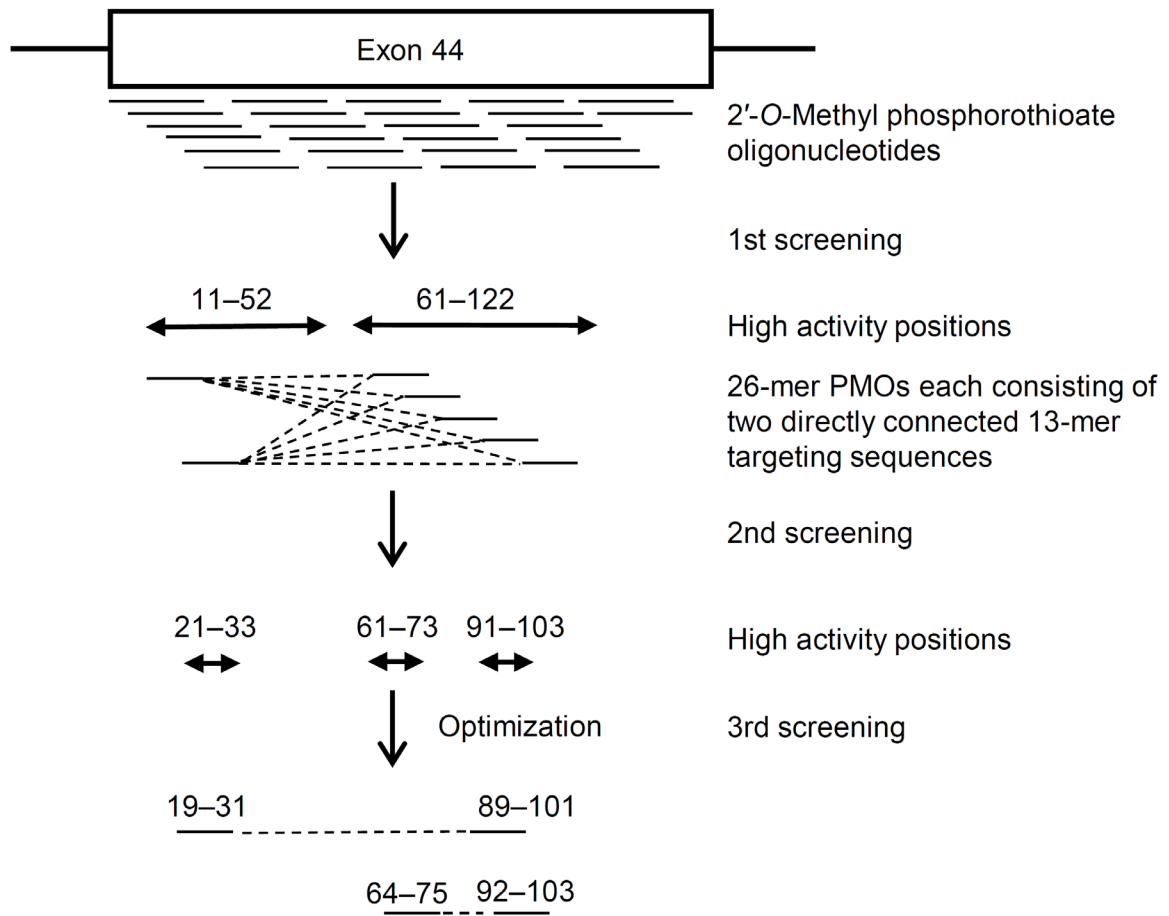 Exon 44
2′-O-Methyl phosphorothioate
oligonucleotides
1st screening
11–52
61–122
High activity positions
26-mer PMOs each consisting of
two directly connected 13-mer
targeting sequences
2nd screening
21–33
61–73
91–103
High activity positions
Optimization
3rd screening
19–31
89–101
64–75
92–103